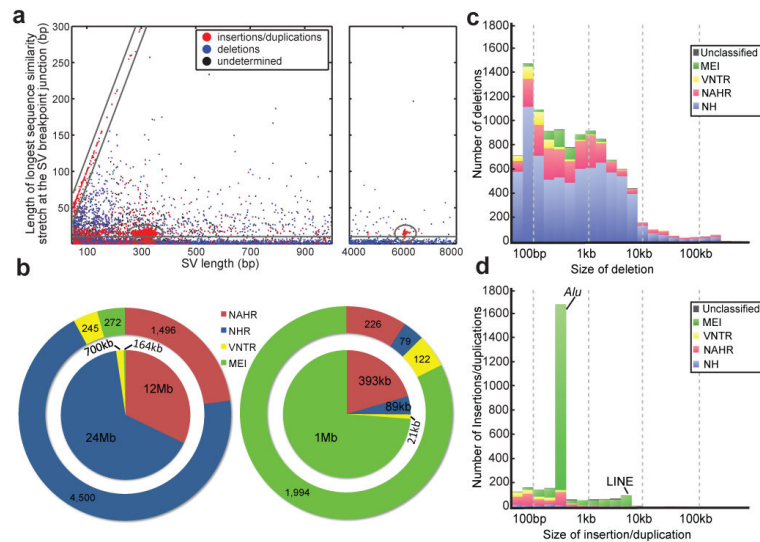 a
Length of longest sequence similarity
stretch at the SV breakpoint junction (bp)
300
250
200
150
100
50
insertions/duplications
deletions
undetermined
100
500
900
4000
6000
8000
SV length (bp)
b
245
272
1,496
700kb
164kb
12Mb
24Mb
4,500
NAHR
NHR
VNTR
MEI
226
79
122
393kb
89kb
21kb
1Mb
1,994
c
Number of deletions
1800
1600
1400
1200
1000
800
600
400
200
0
Unclassified
MEI
VNTR
NAHR
NH
100bp
1kb
10kb
100kb
Size of deletion
d
Number of Insertions/duplications
1800
1600
1400
1200
1000
800
600
400
200
0
Alu
LINE
Unclassified
MEI
VNTR
NAHR
NH
100bp
1kb
10kb
100kb
Size of insertion/duplication